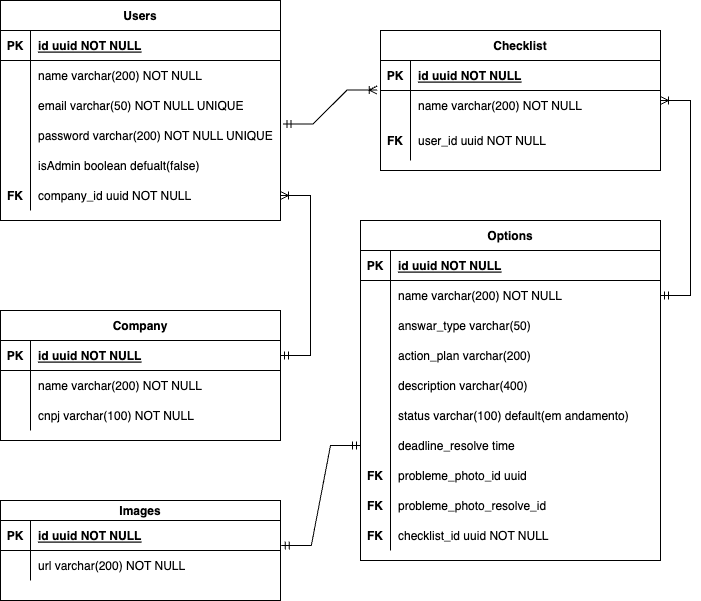 Users
PK id uuid NOT NULL
name varchar(200) NOT NULL
email varchar(50) NOT NULL UNIQUE
password varchar(200) NOT NULL UNIQUE
isAdmin boolean defualt(false)
FK company_id uuid NOT NULL
Checklist
PK id uuid NOT NULL
name varchar(200) NOT NULL
FK user_id uuid NOT NULL
Options
PK id uuid NOT NULL
name varchar(200) NOT NULL
answar_type varchar(50)
action_plan varchar(200)
description varchar(400)
status varchar(100) default(em andamento)
deadline_resolve time
FK probleme_photo_id uuid
FK probleme_photo_resolve_id
FK checklist_id uuid NOT NULL
Company
PK id uuid NOT NULL
name varchar(200) NOT NULL
cnpj varchar(100) NOT NULL
Images
PK id uuid NOT NULL
url varchar(200) NOT NULL